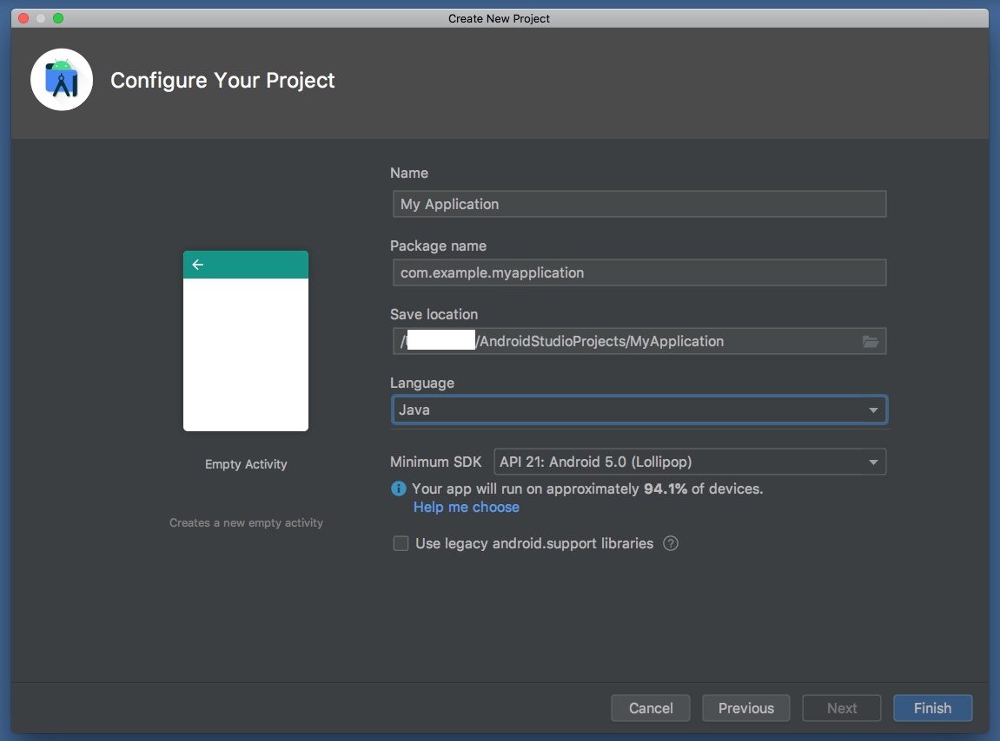 Create New Project
Configure Your Project
Name
My Application
Package name
com.example.myapplication
Save location
/ /AndroidStudioProjects/MyApplication
Language
Java
Empty Activity
Minimum SDK API 21: Android 5.0 (Lollipop)
Your app will run on approximately 94.1% of devices.
Help me choose
Creates a new empty activity
Use legacy android.support libraries ?
Cancel Previous Next Finish